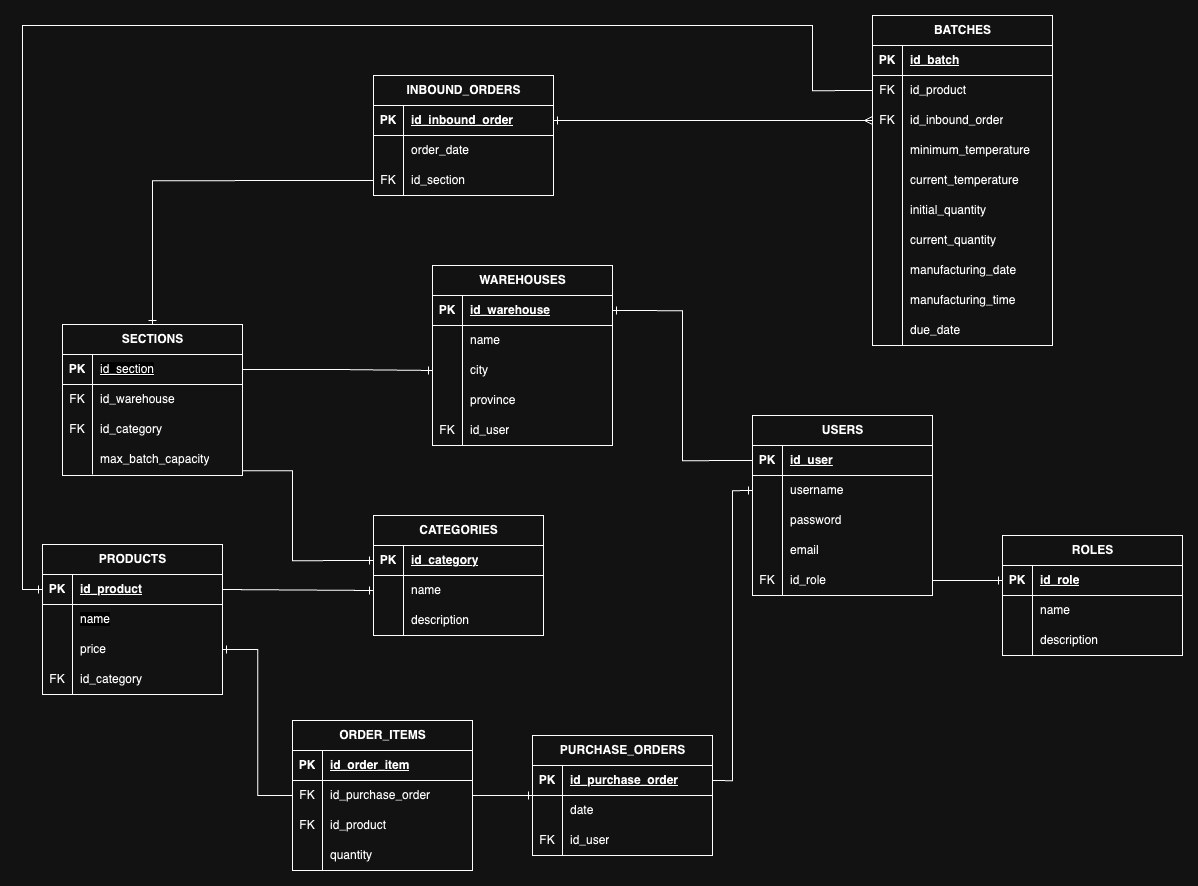 BATCHES
PK id_batch
FK id_product
FK id_inbound_order
minimum_temperature
current_temperature
initial_quantity
current_quantity
manufacturing_date
manufacturing_time
due_date
INBOUND_ORDERS
PK id_inbound_order
order_date
FK id_section
WAREHOUSES
PK id_warehouse
name
city
province
FK id_user
SECTIONS
PK id_section
FK id_warehouse
FK id_category
max_batch_capacity
USERS
PK id_user
username
password
email
FK id_role
CATEGORIES
PK id_category
name
description
ROLES
PK id_role
name
description
PRODUCTS
PK id_product
name
price
FK id_category
ORDER_ITEMS
PK id_order_item
FK id_purchase_order
FK id_product
quantity
PURCHASE_ORDERS
PK id_purchase_order
date
FK id_user